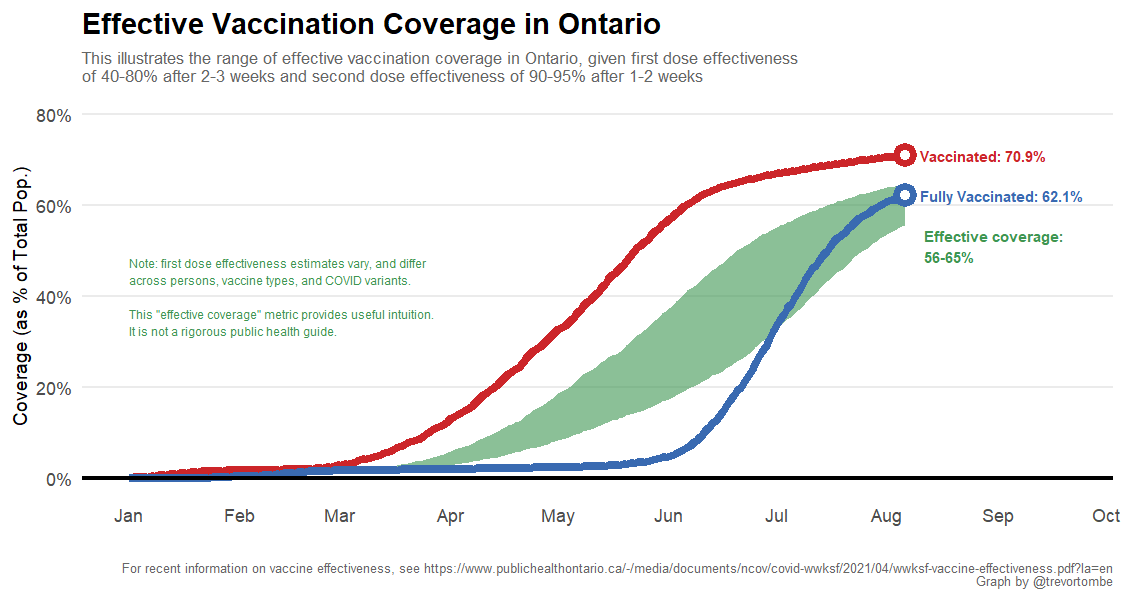 Effective Vaccination Coverage in Ontario
This illustrates the range of effective vaccination coverage in Ontario, given first dose effectiveness
of 40-80% after 2-3 weeks and second dose effectiveness of 90-95% after 1-2 weeks
Coverage (as % of Total Pop.)
80%
60%
40%
20%
0%
Vaccinated: 70.9%
Fully Vaccinated: 62.1%
Effective coverage:
56-65%
Note: first dose effectiveness estimates vary, and differ
across persons, vaccine types, and COVID variants.
This "effective coverage" metric provides useful intuition.
It is not a rigorous public health guide.
Jan Feb Mar Apr May Jun Jul Aug Sep Oct
For recent information on vaccine effectiveness, see https://www.publichealthontario.ca/-/media/documents/ncov/covid-wwksf/2021/04/wwksf-vaccine-effectiveness.pdf?la=en
Graph by @trevortombe